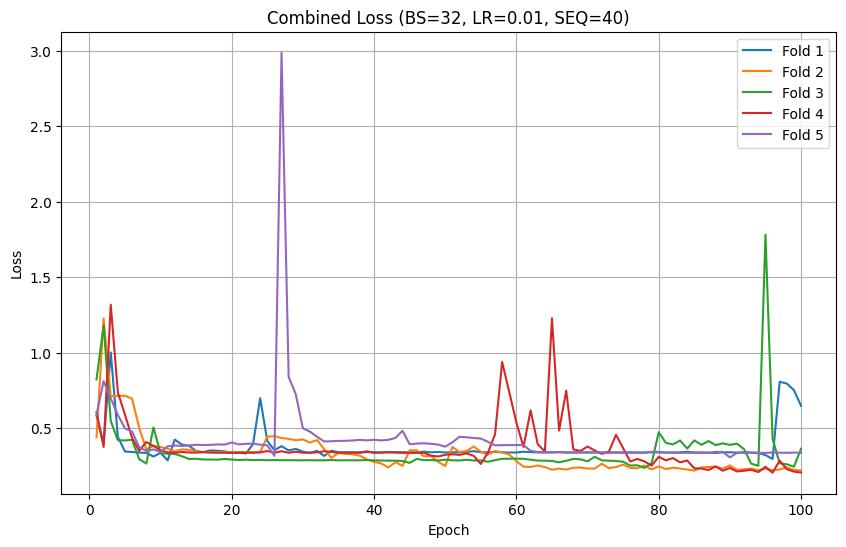 Combined Loss (BS=32, LR=0.01, SEQ=40)
Loss
3.0
2.5
2.0
1.5
1.0
0.5
0
20
40
60
80
100
Epoch
Fold 1
Fold 2
Fold 3
Fold 4
Fold 5